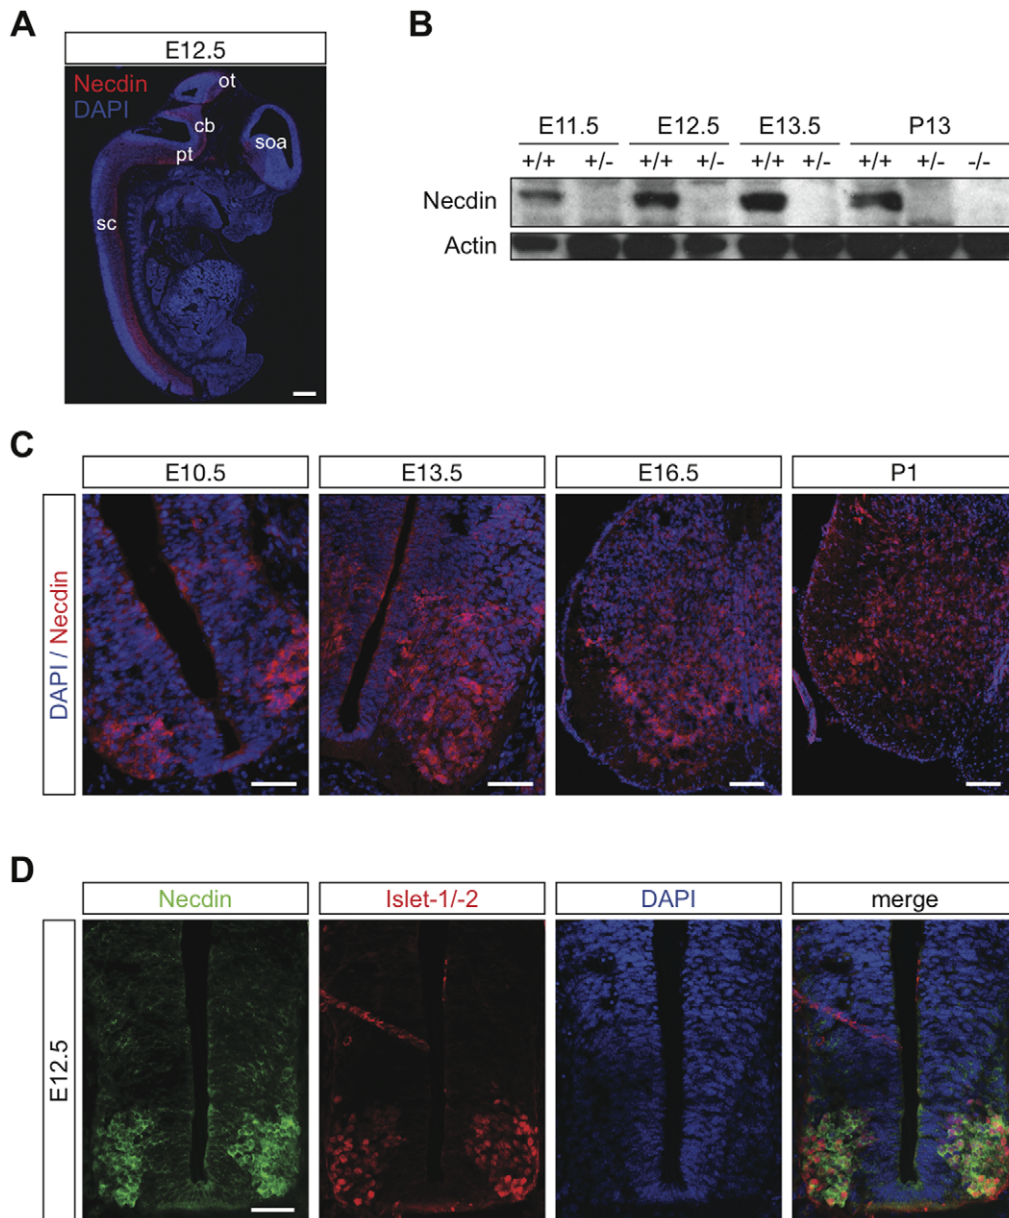 A
E12.5
Necdin
DAPI
ot
cb
soa
pt
sc
B
E11.5 E12.5 E13.5 P13
+/+ +/- +/+ +/- +/+ +/- +/+ +/- -/-
Necdin
Actin
C
E10.5 E13.5 E16.5 P1
DAPI / Necdin
D
Necdin Islet-1/-2 DAPI merge
E12.5